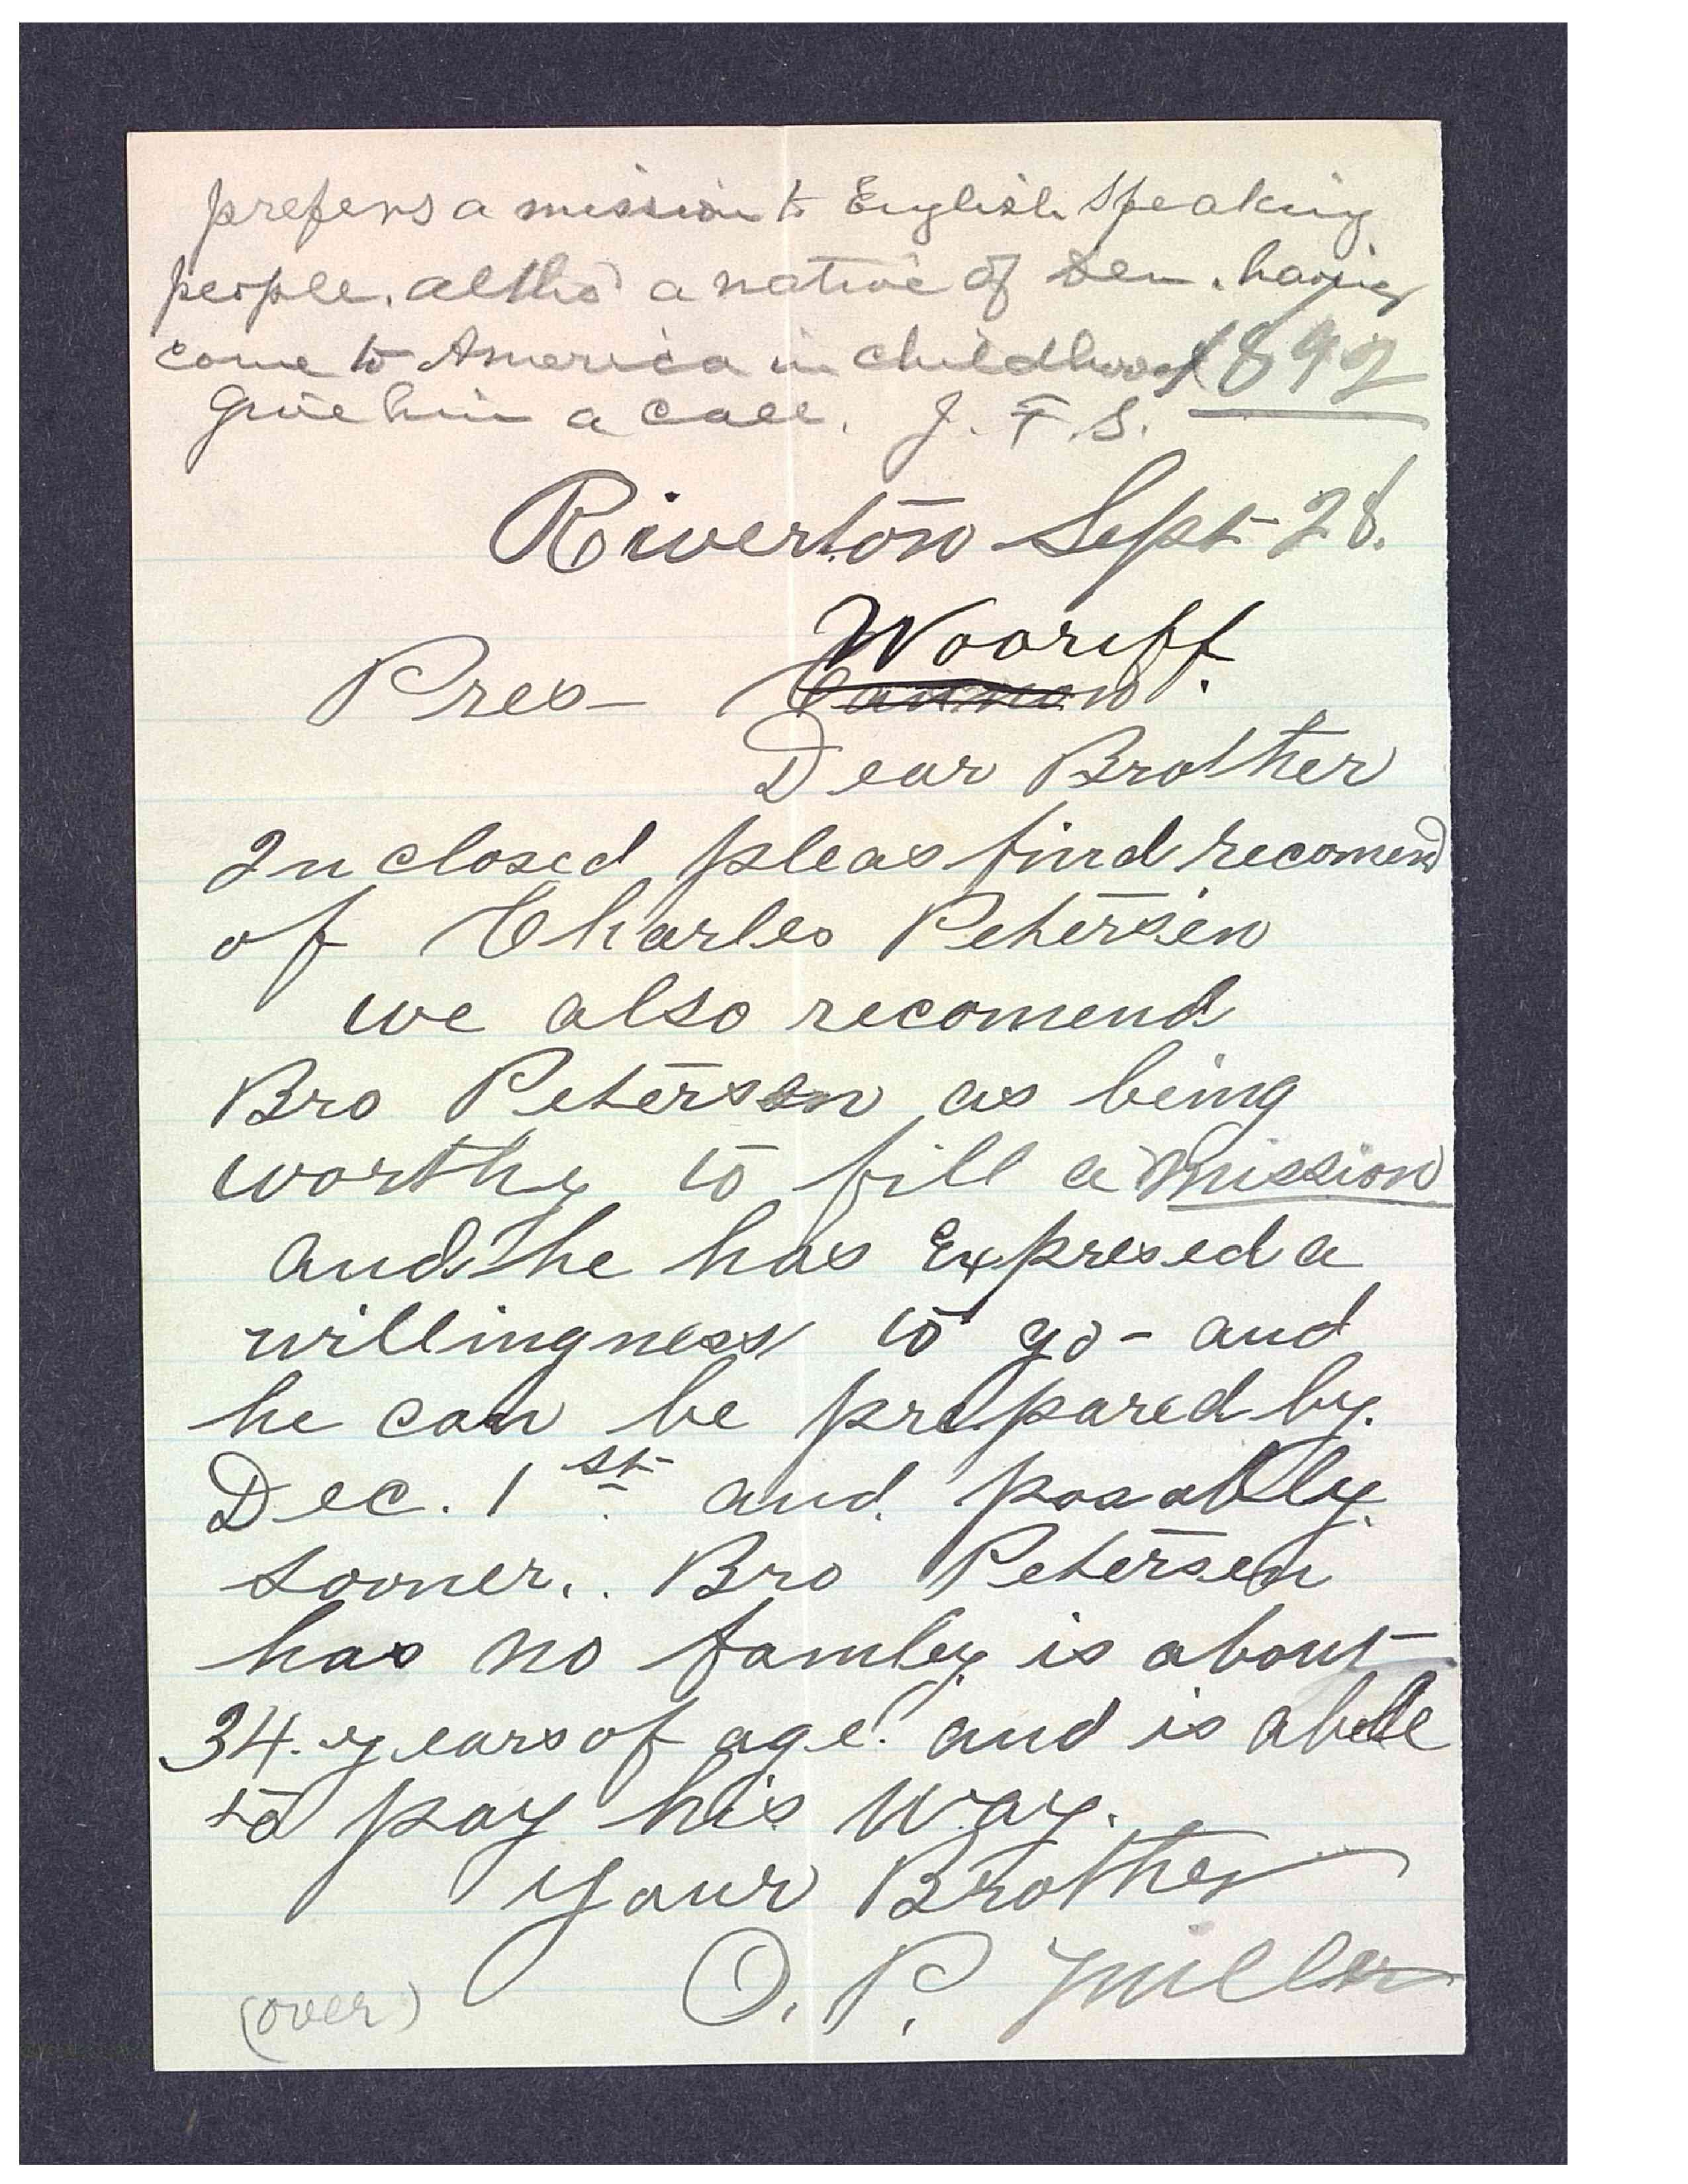 prefers a mission to English speaking
people, altho' a native of Den. having
come to America in childhood 1892
Give him a call. J. F. S.
Riverton Sept 28.
Wooriff
Pres- Cannon.
Dear Brother
Inclosed pleas find recomend
of Charles Petersen
we also recomend
Bro Petersen as being
worthy to fill a mission
and he has Expresed a
willingness to go - and
he can be prepared by.
Dec. 1st. and posably
sooner.. Bro Petersen
has no famley is about
34. years of age. and is abele
to pay his way.
Your Brother
O. P. Miller
(over)